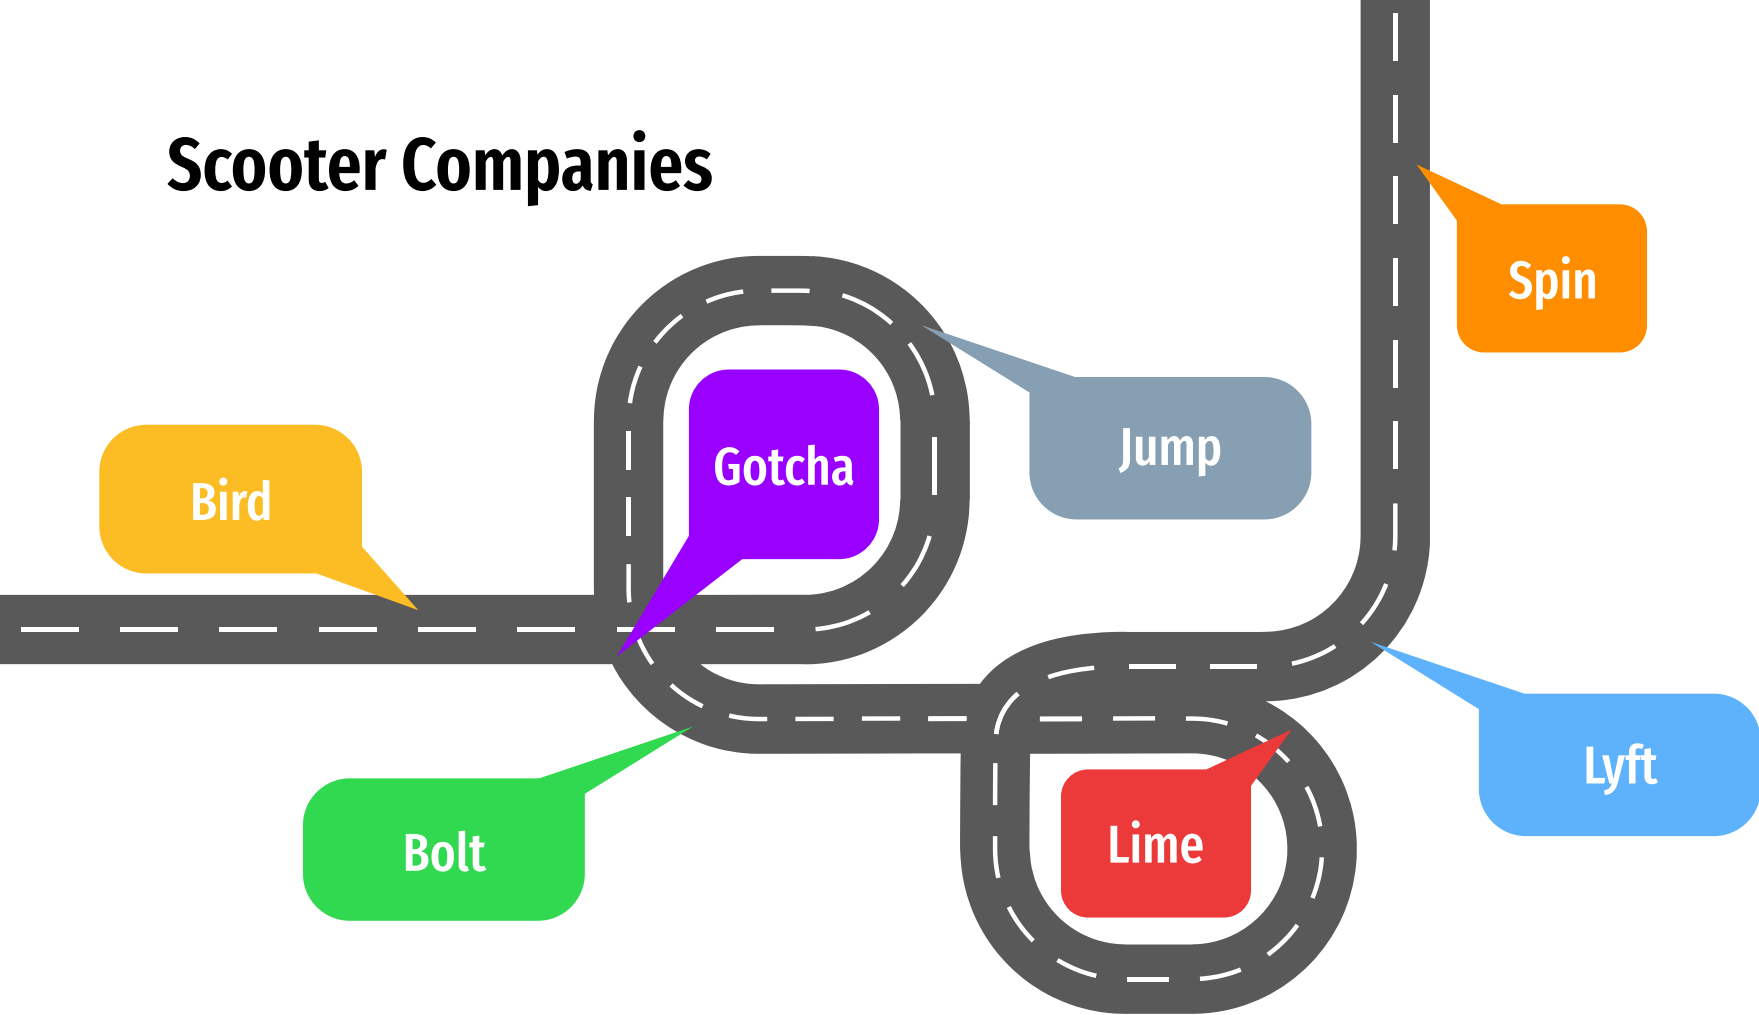 Scooter Companies
Spin
Jump
Gotcha
Bird
Lyft
Lime
Bolt